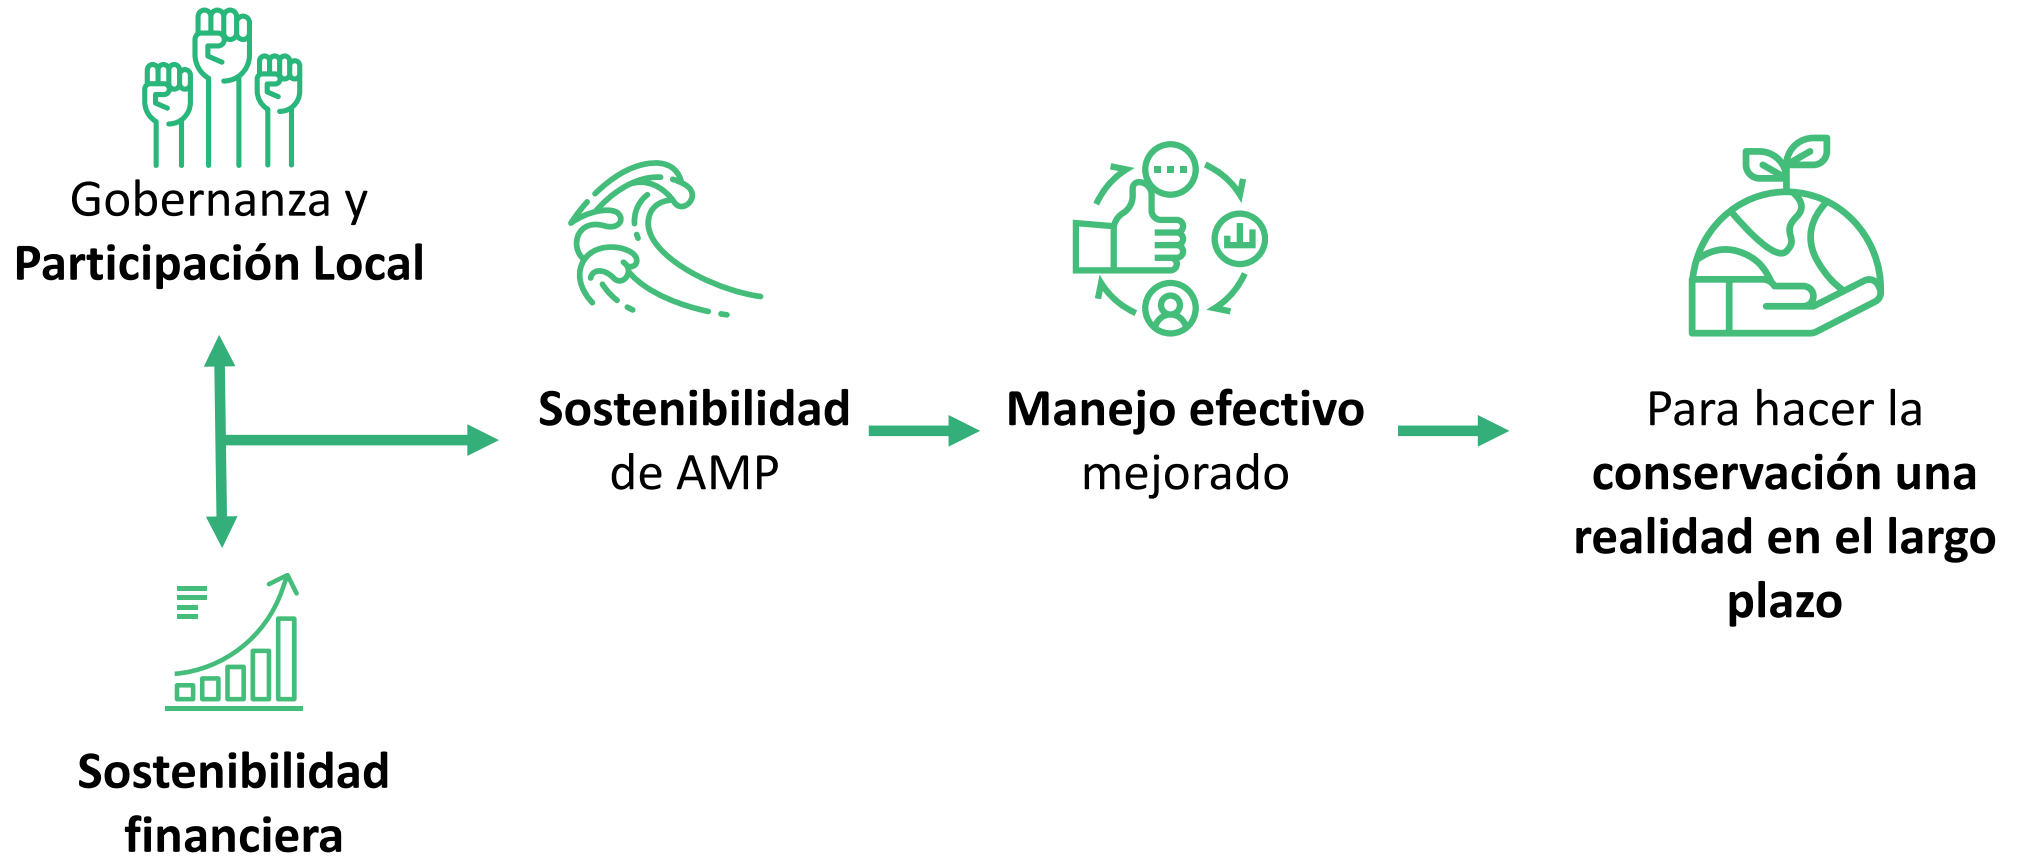 Gobernanza y
Participación Local
Sostenibilidad
financiera
Sostenibilidad
de AMP
Manejo efectivo
mejorado
Para hacer la
conservación una
realidad en el largo
plazo